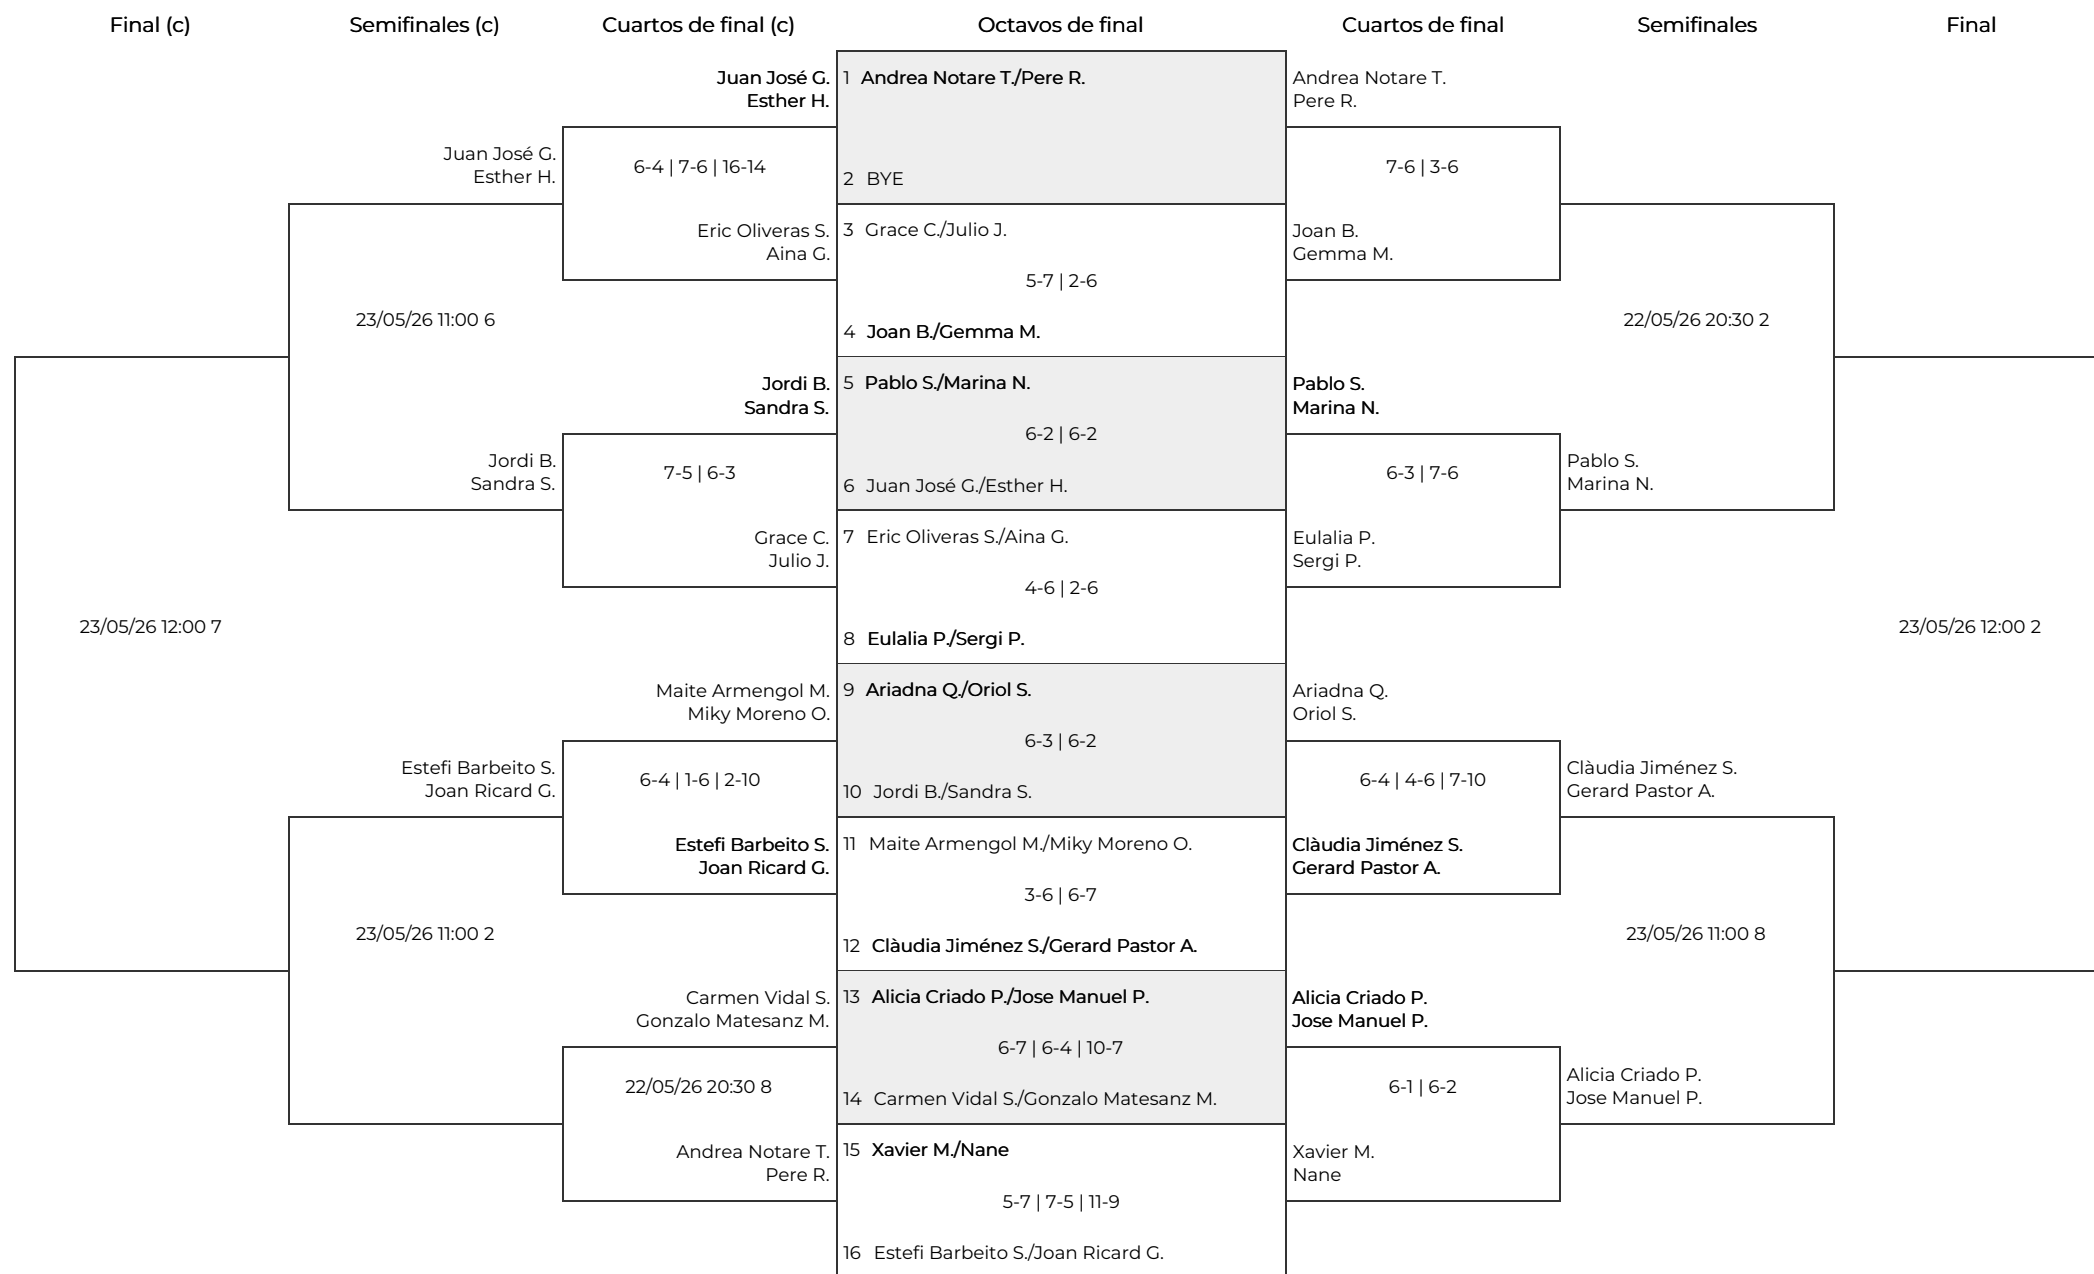 Final (c)
Semifinales (c)
Cuartos de final (c)
Octavos de final
Cuartos de final
Semifinales
Final
Juan José G.
Esther H.
6-4 | 7-6 | 16-14
Eric Oliveras S.
Aina G.
Juan José G.
Esther H.
23/05/26 11:00 6
Jordi B.
Sandra S.
7-5 | 6-3
Grace C.
Julio J.
Jordi B.
Sandra S.
23/05/26 12:00 7
Maite Armengol M.
Miky Moreno O.
6-4 | 1-6 | 2-10
Estefi Barbeito S.
Joan Ricard G.
Estefi Barbeito S.
Joan Ricard G.
23/05/26 11:00 2
Carmen Vidal S.
Gonzalo Matesanz M.
22/05/26 20:30 8
Andrea Notare T.
Pere R.
1 Andrea Notare T./Pere R.
2 BYE
3 Grace C./Julio J.
5-7 | 2-6
4 Joan B./Gemma M.
5 Pablo S./Marina N.
6-2 | 6-2
6 Juan José G./Esther H.
7 Eric Oliveras S./Aina G.
4-6 | 2-6
8 Eulalia P./Sergi P.
9 Ariadna Q./Oriol S.
6-3 | 6-2
10 Jordi B./Sandra S.
11 Maite Armengol M./Miky Moreno O.
3-6 | 6-7
12 Clàudia Jiménez S./Gerard Pastor A.
13 Alicia Criado P./Jose Manuel P.
6-7 | 6-4 | 10-7
14 Carmen Vidal S./Gonzalo Matesanz M.
15 Xavier M./Nane
5-7 | 7-5 | 11-9
16 Estefi Barbeito S./Joan Ricard G.
Andrea Notare T.
Pere R.
7-6 | 3-6
Joan B.
Gemma M.
22/05/26 20:30 2
Pablo S.
Marina N.
6-3 | 7-6
Eulalia P.
Sergi P.
Pablo S.
Marina N.
23/05/26 12:00 2
Ariadna Q.
Oriol S.
6-4 | 4-6 | 7-10
Clàudia Jiménez S.
Gerard Pastor A.
Clàudia Jiménez S.
Gerard Pastor A.
23/05/26 11:00 8
Alicia Criado P.
Jose Manuel P.
6-1 | 6-2
Xavier M.
Nane
Alicia Criado P.
Jose Manuel P.